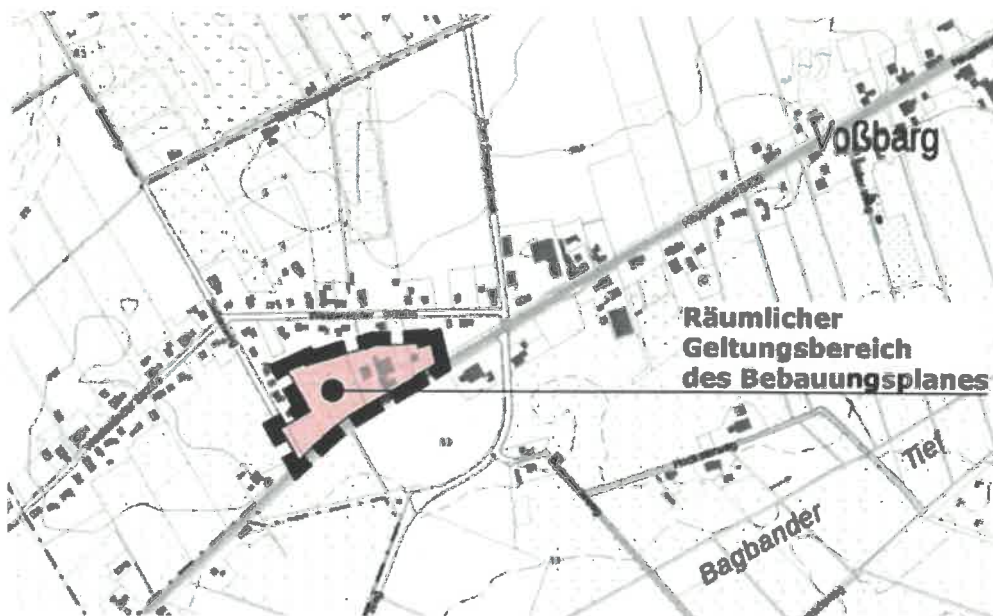 Voßbarg
Räumlicher
Geltungsbereich
des Bebauungsplanes
Bagbander Tief